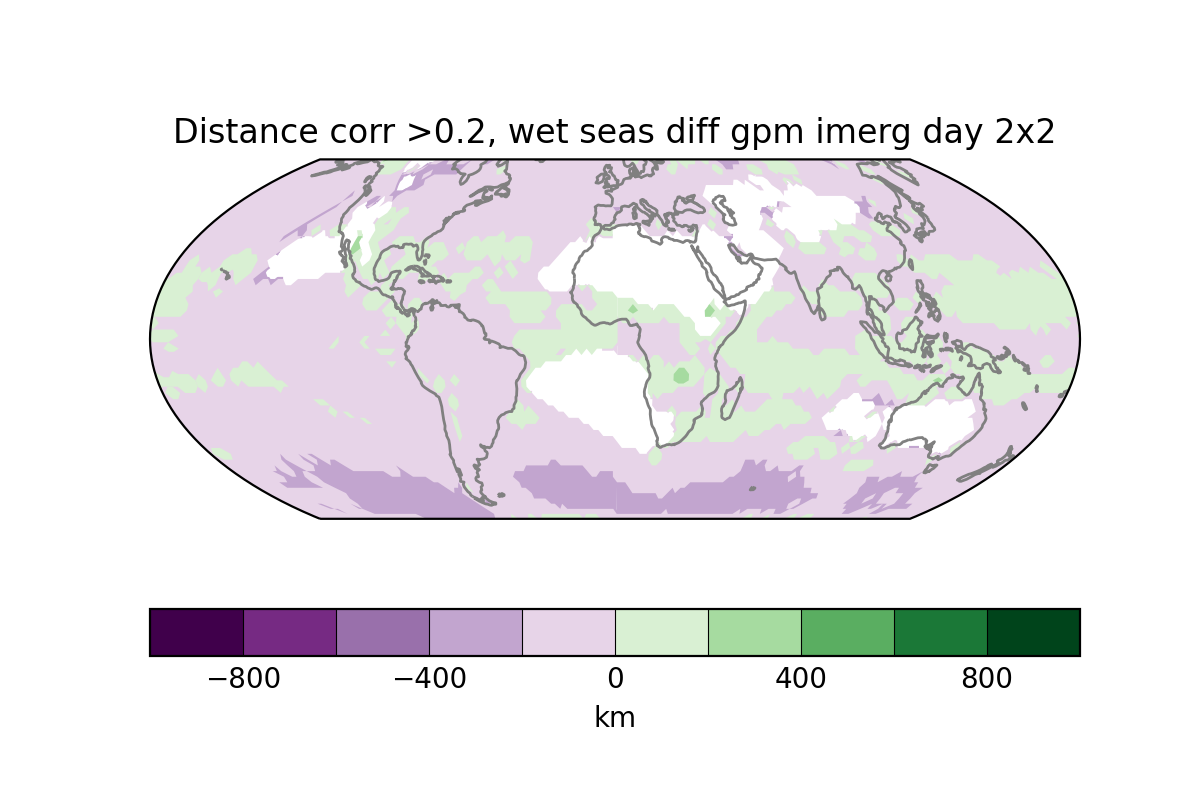 Distance corr >0.2, wet seas diff gpm imerg day 2x2
−800 −400 0 400 800
km